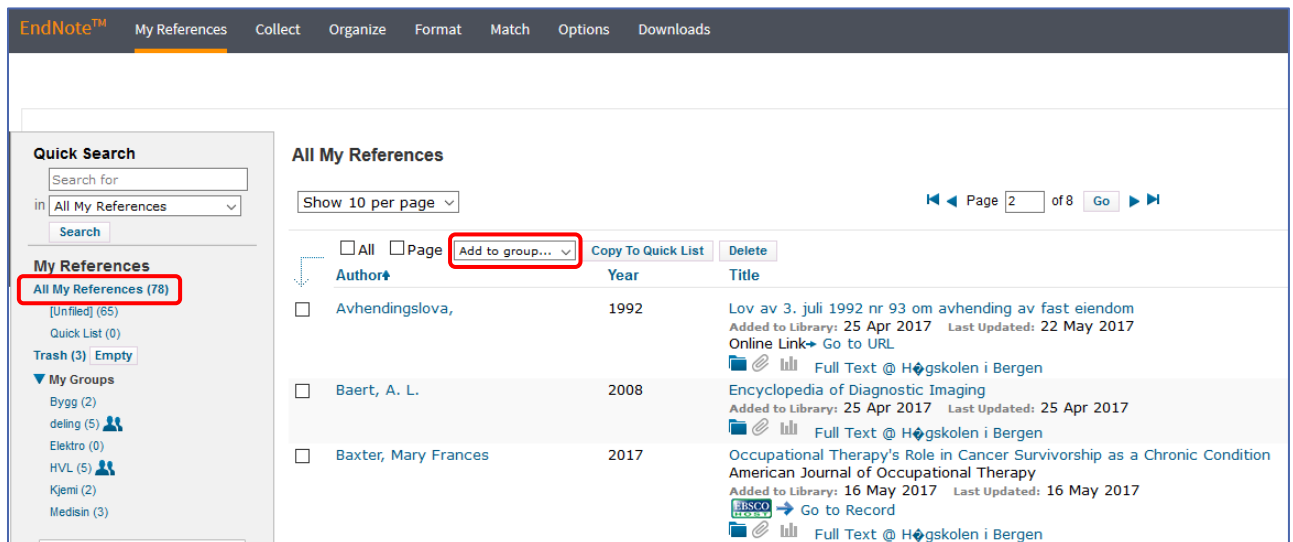 EndNote™ My References Collect Organize Format Match Options Downloads
Quick Search
Search for
in All My References
Search
My References
All My References (78)
[Unfiled] (65)
Quick List (0)
Trash (3) Empty
My Groups
Bygg (2)
deling (5)
Elektro (0)
HVL (5)
Kjemi (2)
Medisin (3)
All My References
Show 10 per page Page 2 of 8 Go
All Page Add to group... Copy To Quick List Delete
Author Year Title
Avhendingslova, 1992 Lov av 3. juli 1992 nr 93 om avhending av fast eiendom
Added to Library: 25 Apr 2017 Last Updated: 22 May 2017
Online Link→ Go to URL
Full Text @ H�gskolen i Bergen
Baert, A. L. 2008 Encyclopedia of Diagnostic Imaging
Added to Library: 25 Apr 2017 Last Updated: 25 Apr 2017
Full Text @ H�gskolen i Bergen
Baxter, Mary Frances 2017 Occupational Therapy's Role in Cancer Survivorship as a Chronic Condition
American Journal of Occupational Therapy
Added to Library: 16 May 2017 Last Updated: 16 May 2017
EBSCO HOST → Go to Record
Full Text @ H�gskolen i Bergen